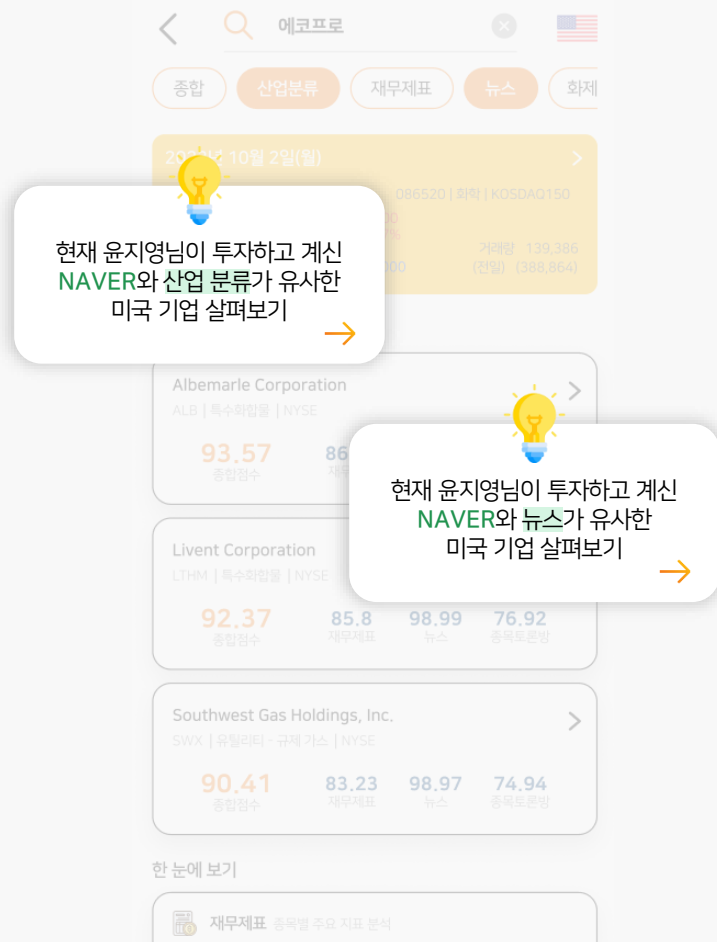 에코프로
종합
산업분류
재무제표
뉴스
화제
10월 2일(월)
086520 | 화학 | KOSDAQ150
거래량 139,386
(전일) (388,864)
현재 윤지영님이 투자하고 계신
NAVER와 산업 분류가 유사한
미국 기업 살펴보기
Albemarle Corporation
ALB | 특수화합물 | NYSE
93.57
종합점수
현재 윤지영님이 투자하고 계신
NAVER와 뉴스가 유사한
미국 기업 살펴보기
Livent Corporation
LTHM | 특수화합물 | NYSE
92.37 85.8 98.99 76.92
종합점수 재무제표 뉴스 종목토론방
Southwest Gas Holdings, Inc.
SWX | 유틸리티 - 규제 가스 | NYSE
90.41 83.23 98.97 74.94
종합점수 재무제표 뉴스 종목토론방
한 눈에 보기
재무제표 종목별 주요 지표 분석